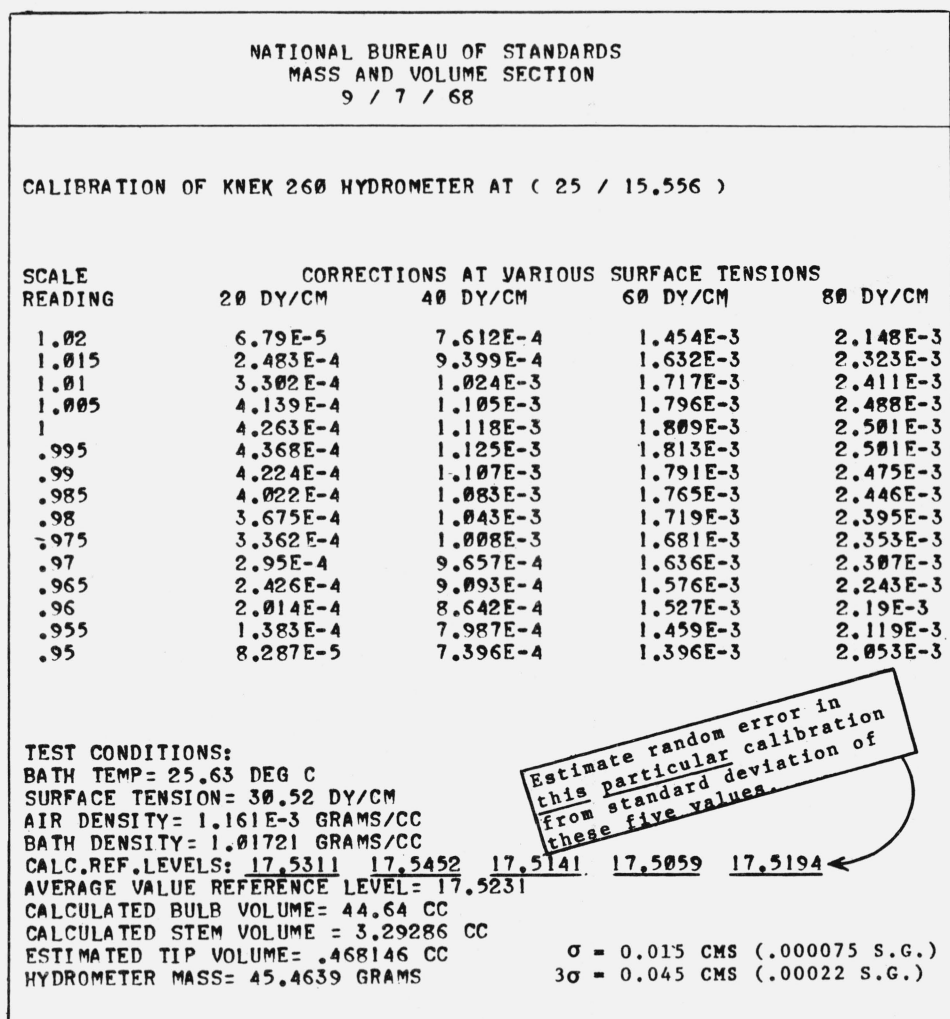 NATIONAL BUREAU OF STANDARDS
MASS AND VOLUME SECTION
9 / 7 / 68
CALIBRATION OF KNEK 260 HYDROMETER AT ( 25 / 15.556 )
SCALE CORRECTIONS AT VARIOUS SURFACE TENSIONS
READING 20 DY/CM 40 DY/CM 60 DY/CM 80 DY/CM
1.02 6.79E-5 7.612E-4 1.454E-3 2.148E-3
1.015 2.483E-4 9.399E-4 1.632E-3 2.323E-3
1.01 3.302E-4 1.024E-3 1.717E-3 2.411E-3
1.005 4.139E-4 1.105E-3 1.796E-3 2.488E-3
1 4.263E-4 1.118E-3 1.809E-3 2.501E-3
.995 4.368E-4 1.125E-3 1.813E-3 2.501E-3
.99 4.224E-4 1.107E-3 1.791E-3 2.475E-3
.985 4.022E-4 1.083E-3 1.765E-3 2.446E-3
.98 3.675E-4 1.043E-3 1.719E-3 2.395E-3
.975 3.362E-4 1.008E-3 1.681E-3 2.353E-3
.97 2.95E-4 9.657E-4 1.636E-3 2.307E-3
.965 2.426E-4 9.093E-4 1.576E-3 2.243E-3
.96 2.014E-4 8.642E-4 1.527E-3 2.19E-3
.955 1.383E-4 7.987E-4 1.459E-3 2.119E-3
.95 8.287E-5 7.396E-4 1.396E-3 2.053E-3
Estimate random error in
this particular calibration
from standard deviation of
these five values.
TEST CONDITIONS:
BATH TEMP= 25.63 DEG C
SURFACE TENSION= 30.52 DY/CM
AIR DENSITY= 1.161E-3 GRAMS/CC
BATH DENSITY= 1.01721 GRAMS/CC
CALC.REF.LEVELS: 17.5311 17.5452 17.5141 17.5059 17.5194
AVERAGE VALUE REFERENCE LEVEL= 17.5231
CALCULATED BULB VOLUME= 44.64 CC
CALCULATED STEM VOLUME = 3.29286 CC
ESTIMATED TIP VOLUME= .468146 CC σ = 0.015 CMS (.000075 S.G.)
HYDROMETER MASS= 45.4639 GRAMS 3σ = 0.045 CMS (.00022 S.G.)